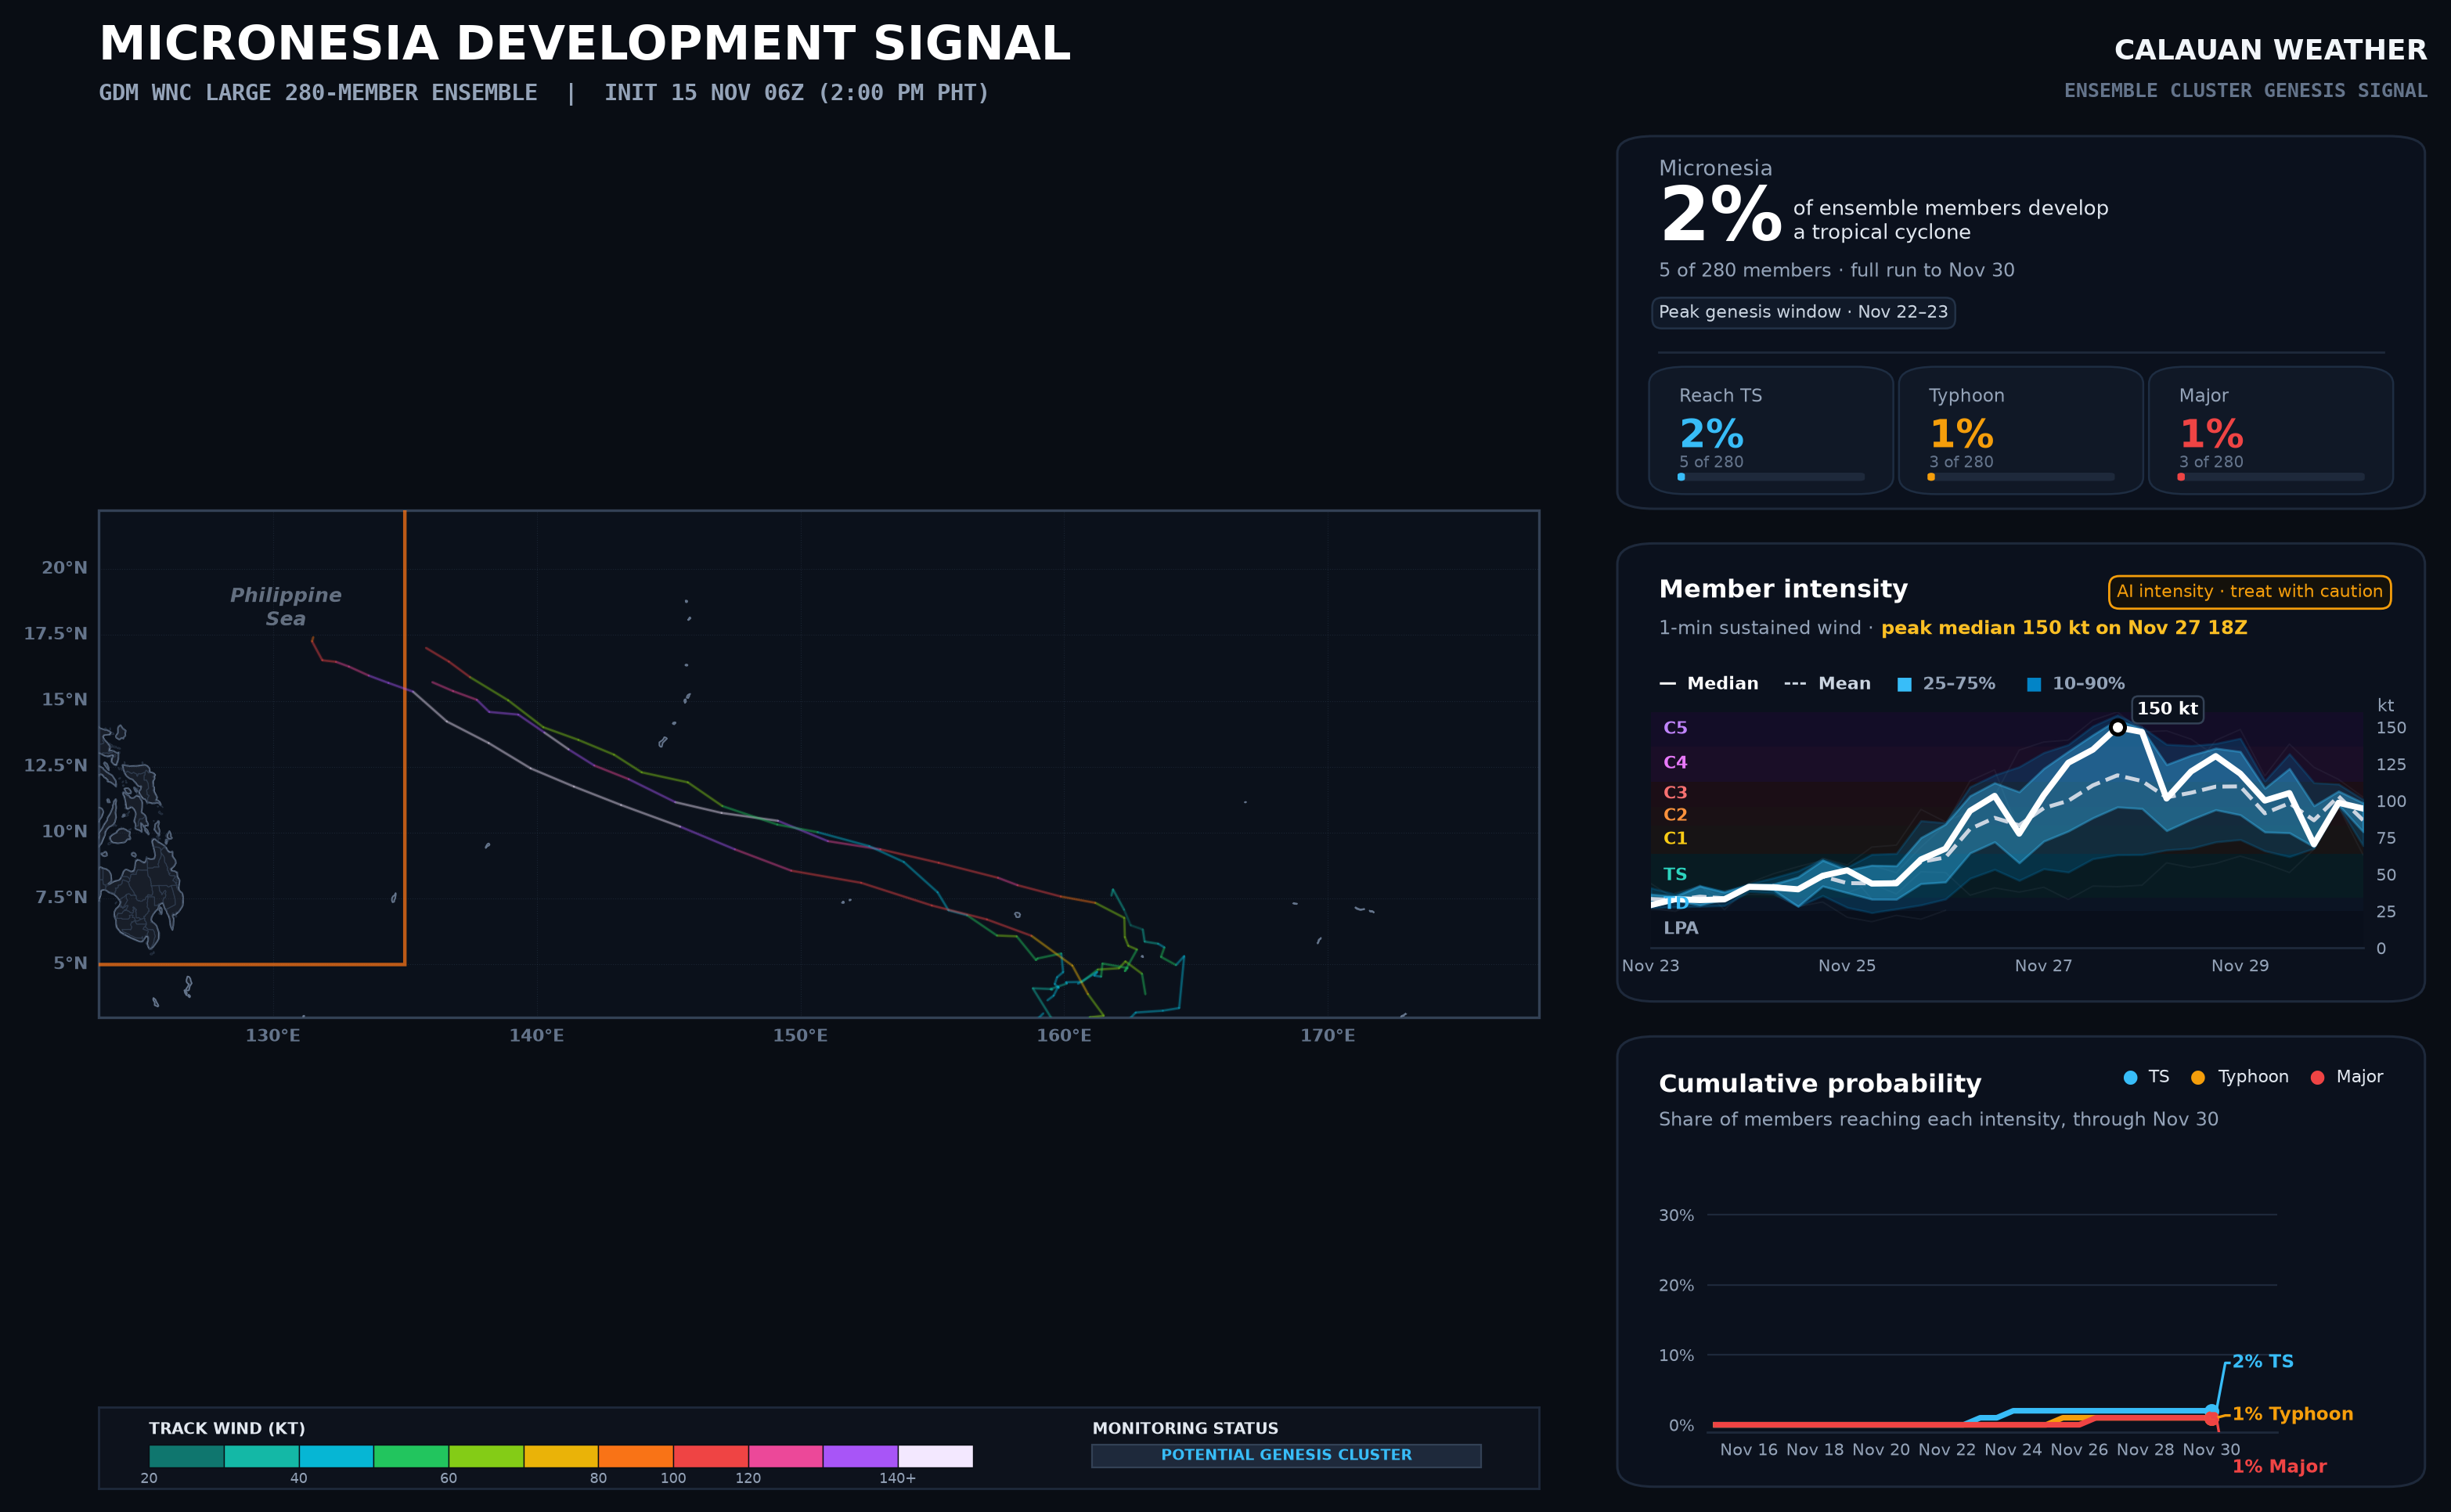 MICRONESIA DEVELOPMENT SIGNAL
GDM WNC LARGE 280-MEMBER ENSEMBLE | INIT 15 NOV 06Z (2:00 PM PHT)
CALAUAN WEATHER
ENSEMBLE CLUSTER GENESIS SIGNAL
Philippine
Sea
20°N
17.5°N
15°N
12.5°N
10°N
7.5°N
5°N
130°E 140°E 150°E 160°E 170°E
TRACK WIND (KT)
20 40 60 80 100 120 140+
MONITORING STATUS
POTENTIAL GENESIS CLUSTER
Micronesia
2% of ensemble members develop
a tropical cyclone
5 of 280 members · full run to Nov 30
Peak genesis window · Nov 22–23
Reach TS
2%
5 of 280
Typhoon
1%
3 of 280
Major
1%
3 of 280
Member intensity
AI intensity · treat with caution
1-min sustained wind · peak median 150 kt on Nov 27 18Z
Median Mean 25–75% 10–90%
150 kt
kt
C5
C4
C3
C2
C1
TS
TD
LPA
150
125
100
75
50
25
0
Nov 23 Nov 25 Nov 27 Nov 29
Cumulative probability
TS Typhoon Major
Share of members reaching each intensity, through Nov 30
30%
20%
10%
0%
2% TS
1% Typhoon
1% Major
Nov 16 Nov 18 Nov 20 Nov 22 Nov 24 Nov 26 Nov 28 Nov 30